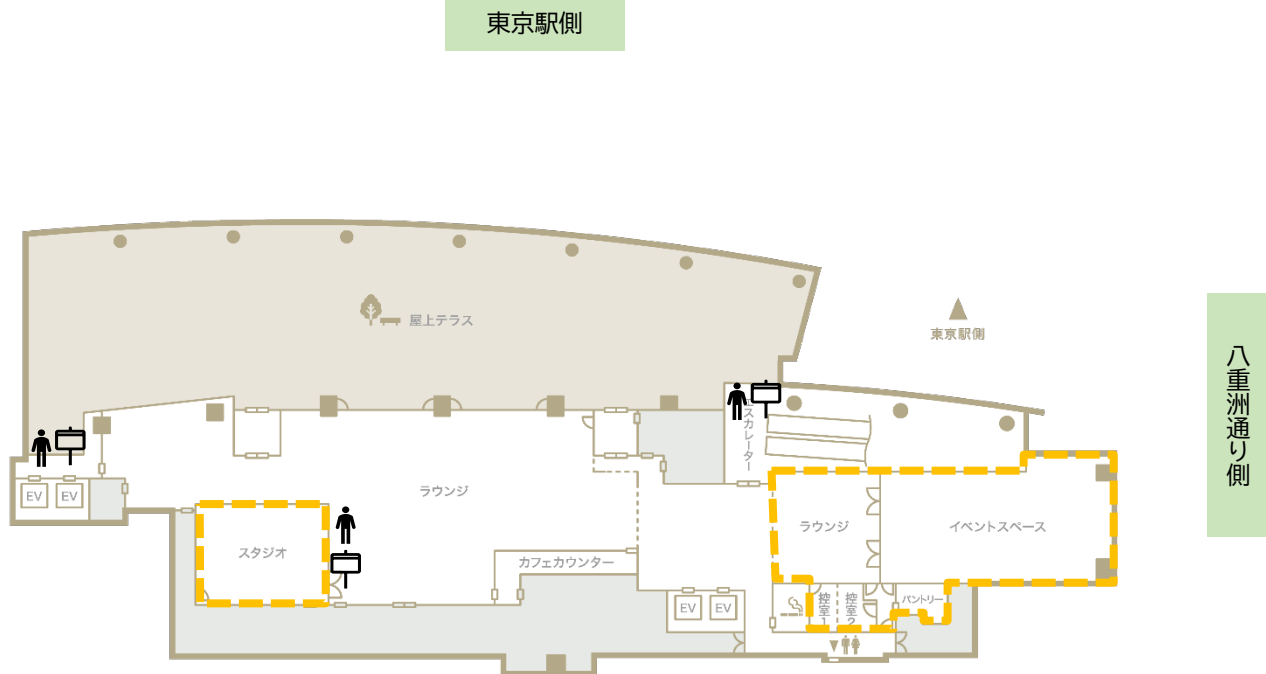 東京駅側
屋上テラス
東京駅側
八重洲通り側
スカレーター
EV
EV
ラウンジ
ラウンジ
イベントスペース
スタジオ
カフェカウンター
EV
EV
控室1
控室2
パントリー